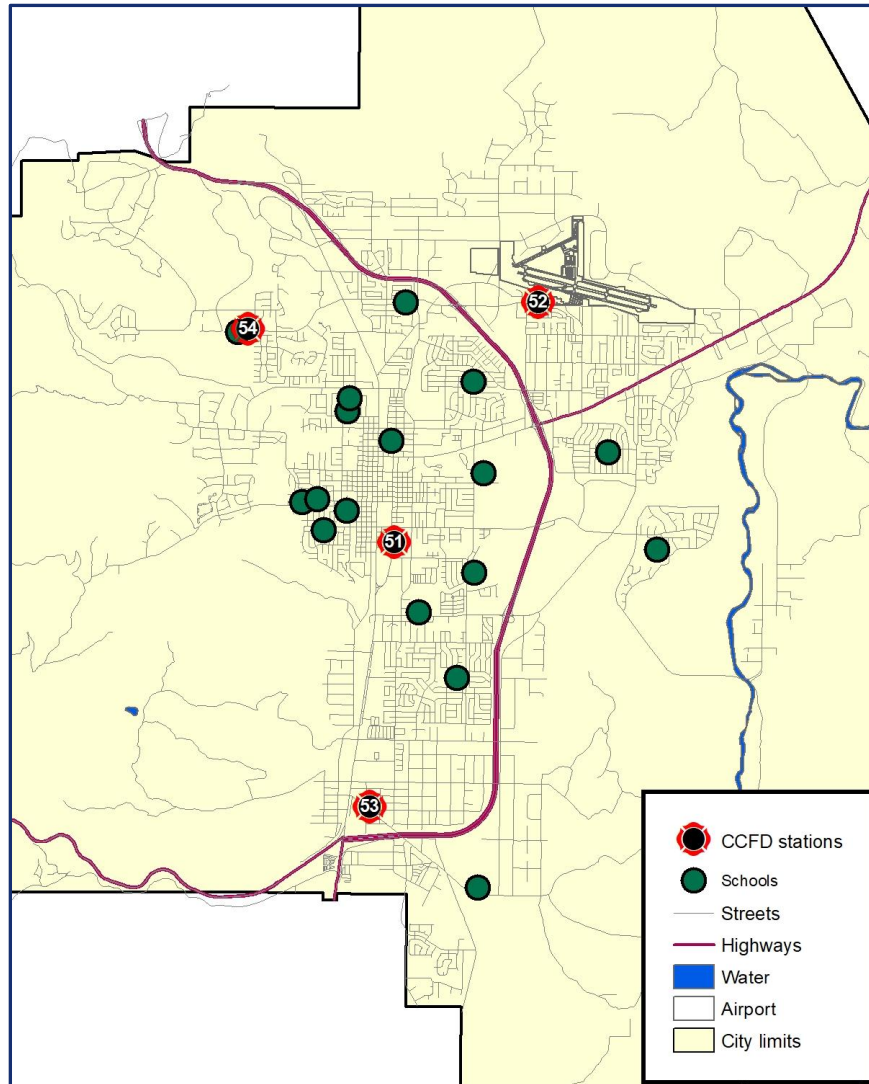 52
54
51
53
CCFD stations
Schools
Streets
Highways
Water
Airport
City limits